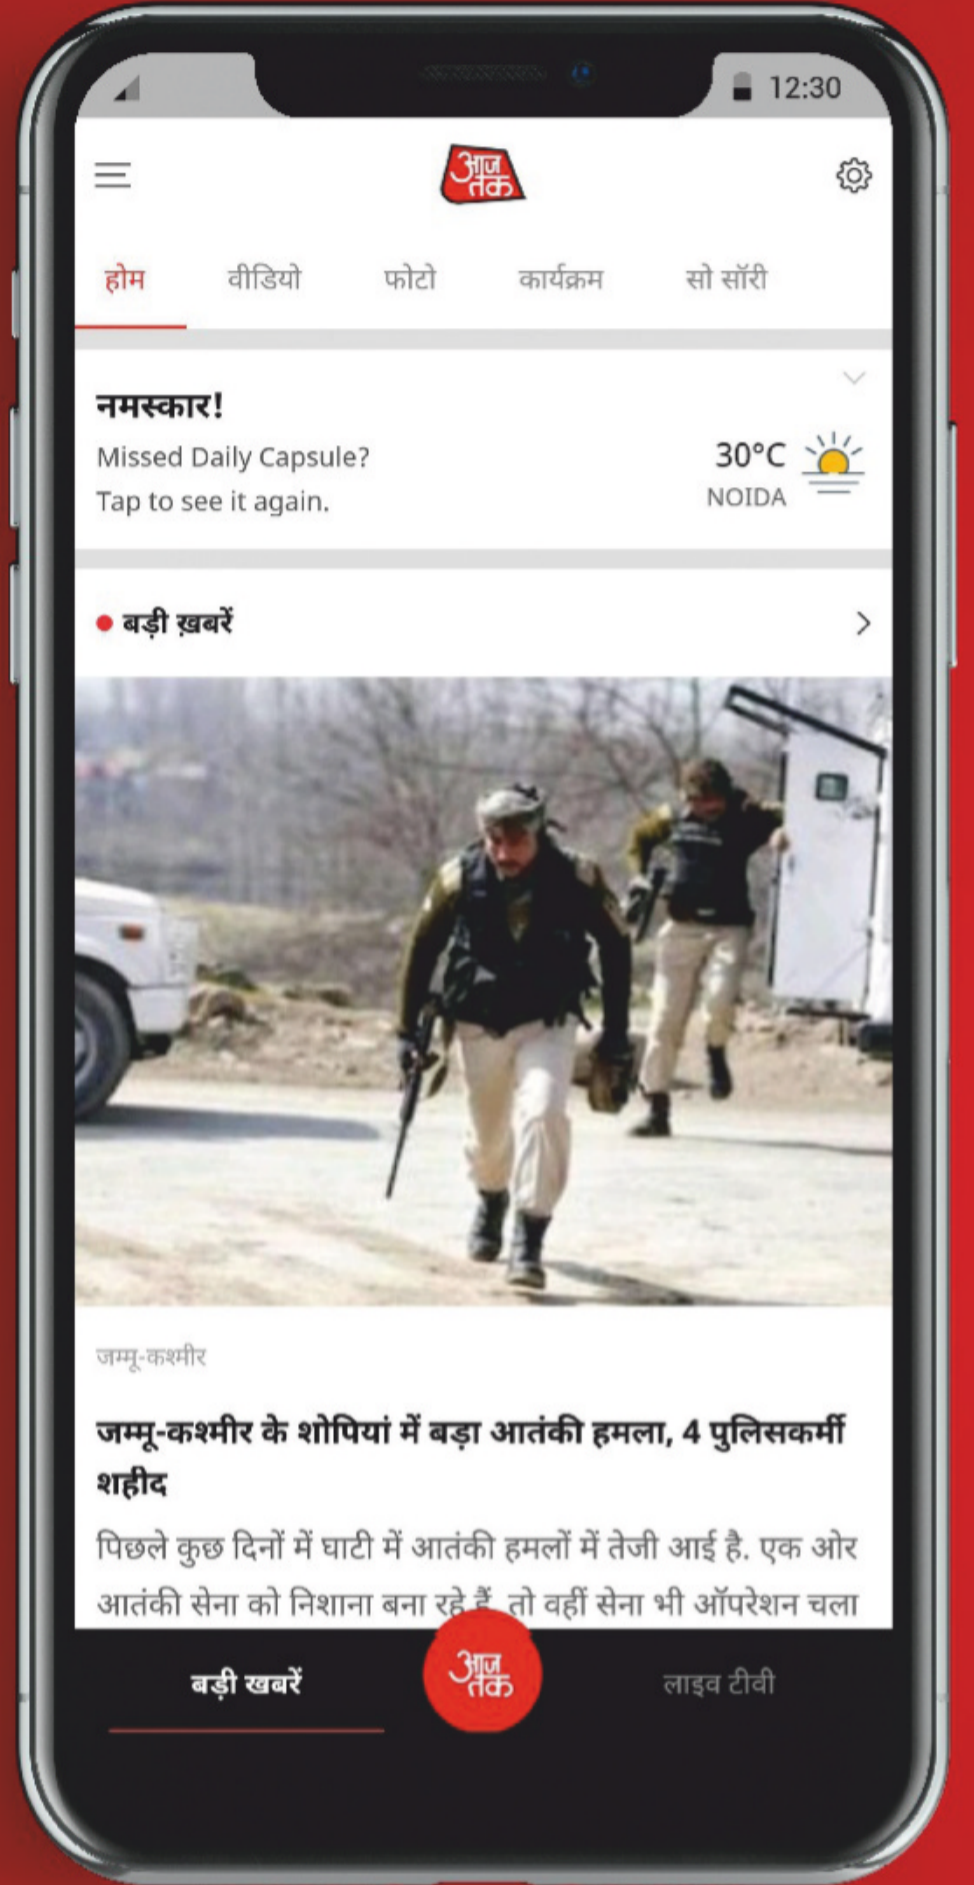 12:30
आज
तक
होम वीडियो फोटो कार्यक्रम सो सॉरी
नमस्कार!
Missed Daily Capsule?
Tap to see it again.
30°C
NOIDA
बड़ी ख़बरें
जम्मू-कश्मीर
जम्मू-कश्मीर के शोपियां में बड़ा आतंकी हमला, 4 पुलिसकर्मी
शहीद
पिछले कुछ दिनों में घाटी में आतंकी हमलों में तेजी आई है. एक ओर
आतंकी सेना को निशाना बना रहे हैं, तो वहीं सेना भी ऑपरेशन चला
बड़ी खबरें
आज
तक
लाइव टीवी